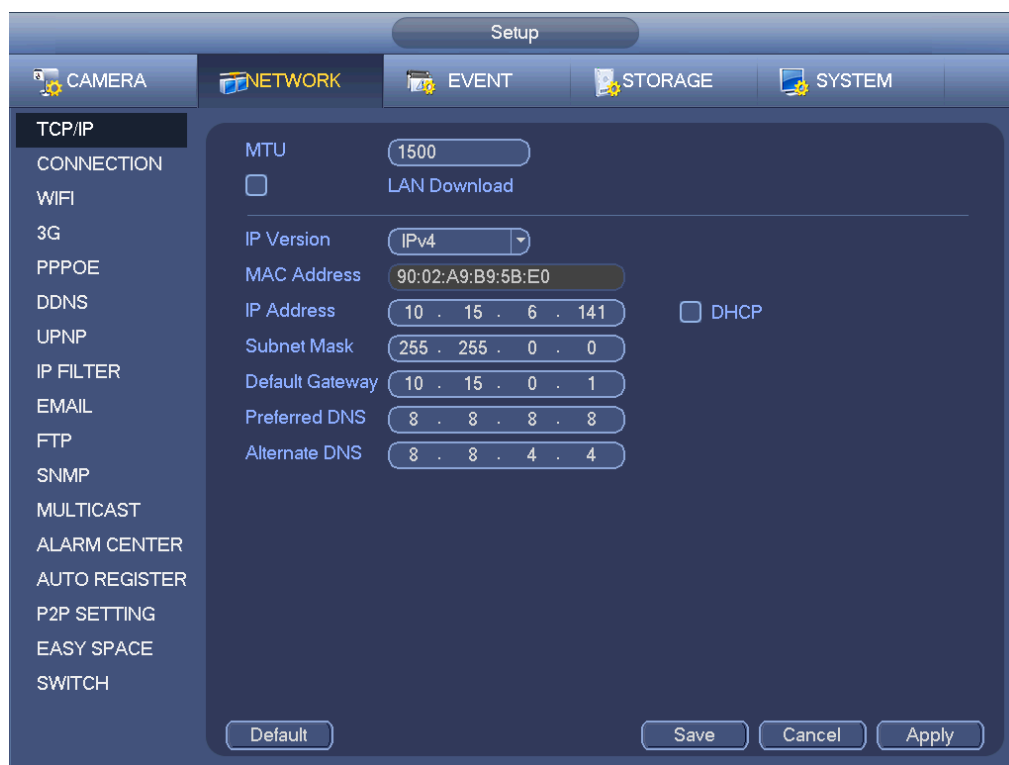 Setup
CAMERA NETWORK EVENT STORAGE SYSTEM
TCP/IP
CONNECTION
WIFI
3G
PPPOE
DDNS
UPNP
IP FILTER
EMAIL
FTP
SNMP
MULTICAST
ALARM CENTER
AUTO REGISTER
P2P SETTING
EASY SPACE
SWITCH
MTU 1500
LAN Download
IP Version IPv4
MAC Address 90:02:A9:B9:5B:E0
IP Address 10 . 15 . 6 . 141 DHCP
Subnet Mask 255 . 255 . 0 . 0
Default Gateway 10 . 15 . 0 . 1
Preferred DNS 8 . 8 . 8 . 8
Alternate DNS 8 . 8 . 4 . 4
Default Save Cancel Apply